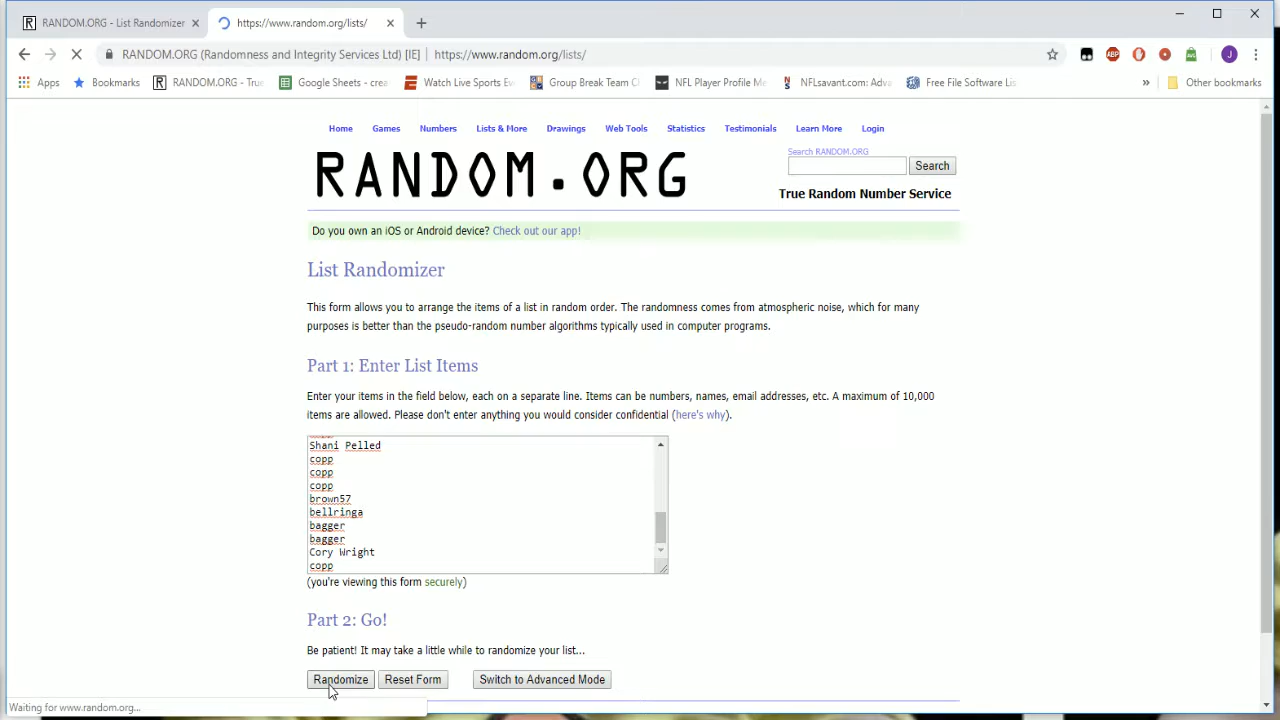 RANDOM.ORG - List Randomizer
https://www.random.org/lists/
RANDOM.ORG (Randomness and Integrity Services Ltd) [IE] | https://www.random.org/lists/
ABP
J
Apps
Bookmarks
RANDOM.ORG - Tru
Google Sheets - crea
Watch Live Sports Ev
Group Break Team C
NFL Player Profile Me
NFLsavant.com: Adva
Free File Software Lis
»
Other bookmarks
Home
Games
Numbers
Lists & More
Drawings
Web Tools
Statistics
Testimonials
Learn More
Login
RANDOM.ORG
Search RANDOM.ORG
Search
True Random Number Service
Do you own an iOS or Android device? Check out our app!
List Randomizer
This form allows you to arrange the items of a list in random order. The randomness comes from atmospheric noise, which for many
purposes is better than the pseudo-random number algorithms typically used in computer programs.
Part 1: Enter List Items
Enter your items in the field below, each on a separate line. Items can be numbers, names, email addresses, etc. A maximum of 10,000
items are allowed. Please don't enter anything you would consider confidential (here's why).
Shani Pelled
copp
copp
copp
brown57
bellringa
bagger
bagger
Cory Wright
copp
(you're viewing this form securely)
Part 2: Go!
Be patient! It may take a little while to randomize your list...
Randomize
Reset Form
Switch to Advanced Mode
Waiting for www.random.org...